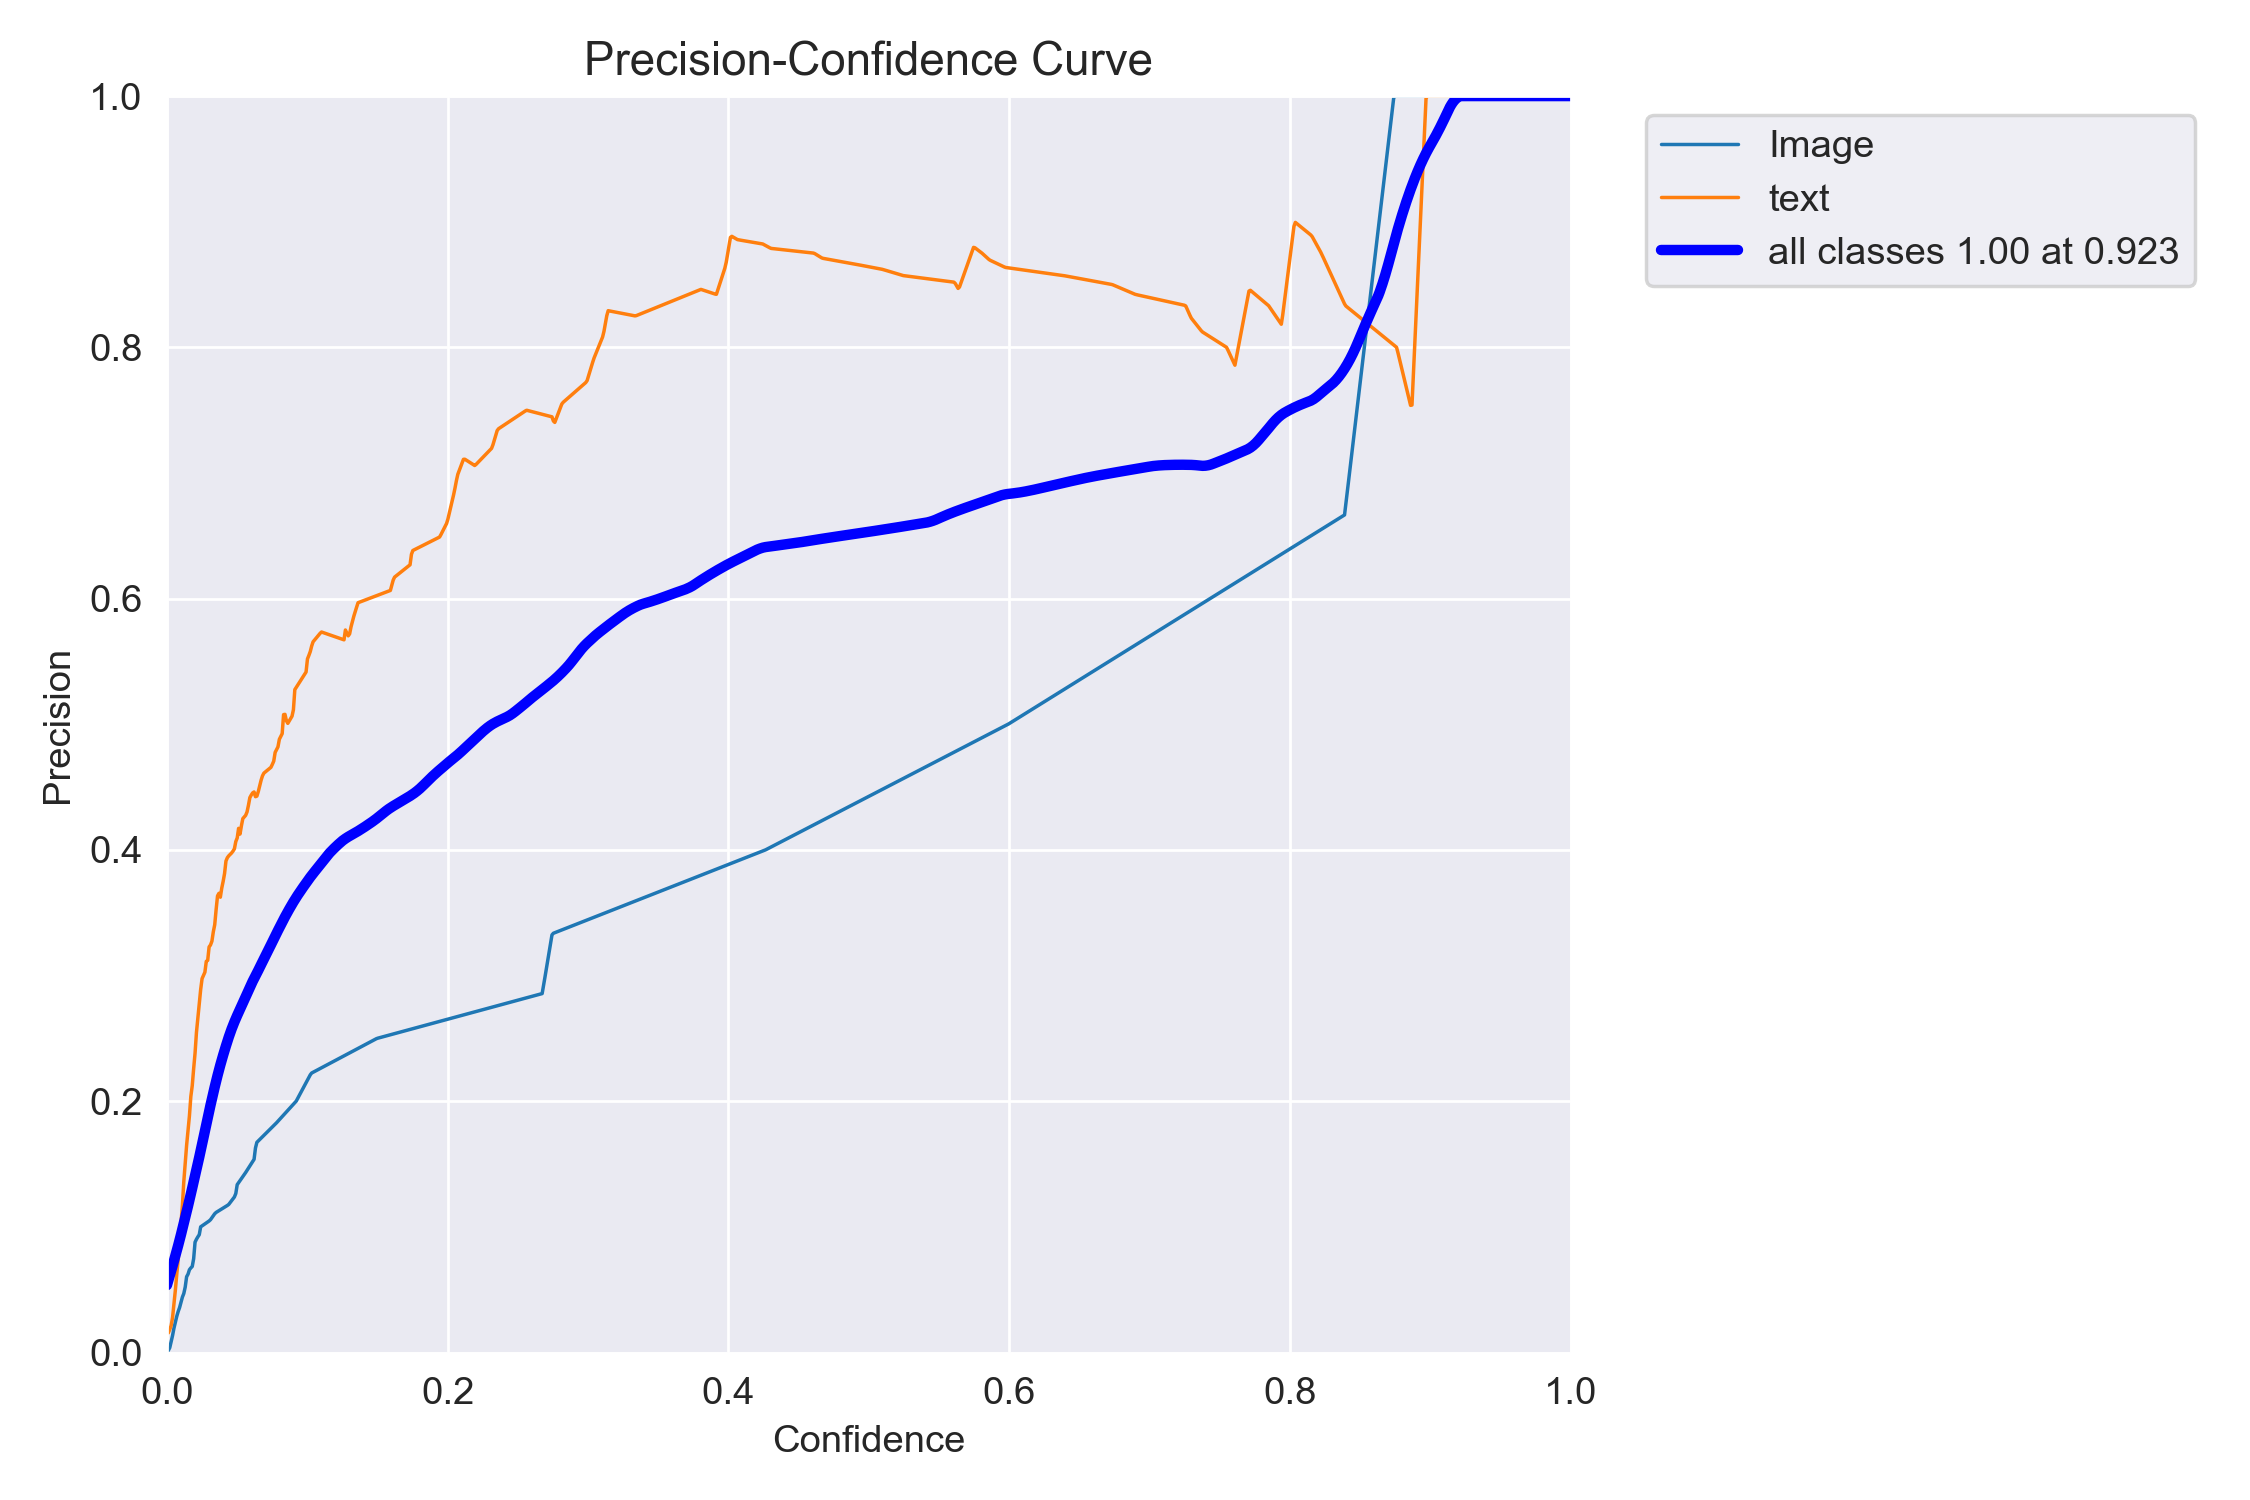 Precision-Confidence Curve
1.0
0.8
0.6
0.4
0.2
0.0
Precision
0.0 0.2 0.4 0.6 0.8 1.0
Confidence
Image
text
all classes 1.00 at 0.923